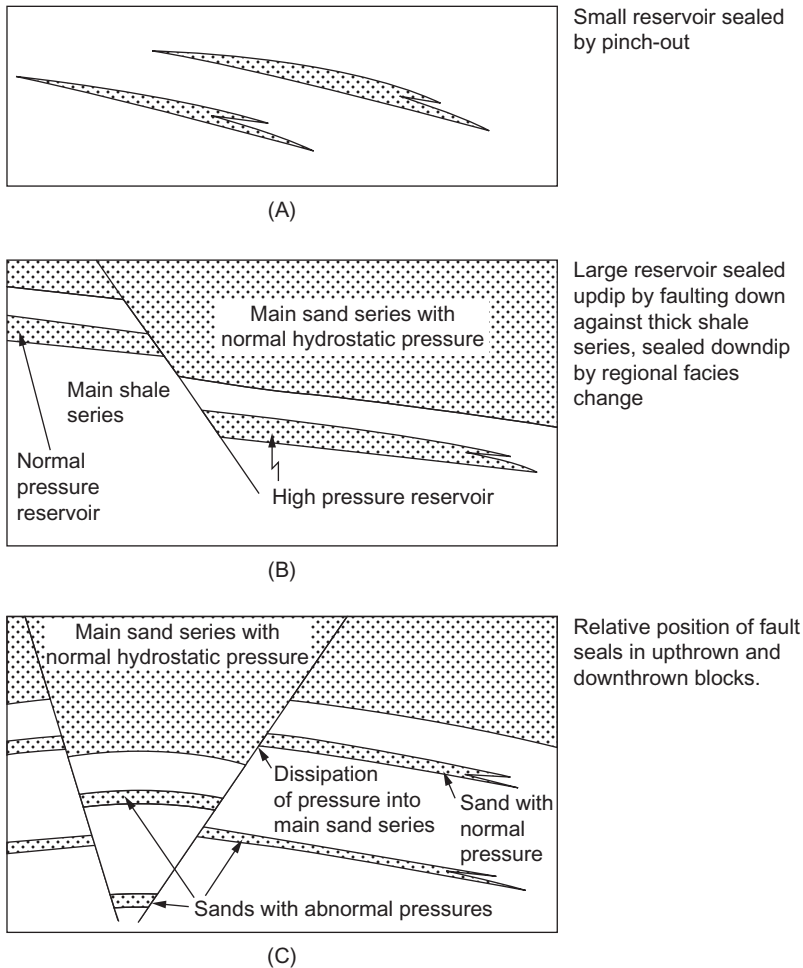 Small reservoir sealed
by pinch-out
(A)
Main sand series with
normal hydrostatic pressure
Main shale
series
Normal
pressure
reservoir
High pressure reservoir
Large reservoir sealed
updip by faulting down
against thick shale
series, sealed downdip
by regional facies
change
(B)
Main sand series with
normal hydrostatic pressure
Dissipation
of pressure into
main sand series
Sand with
normal
pressure
Sands with abnormal pressures
Relative position of fault
seals in upthrown and
downthrown blocks.
(C)